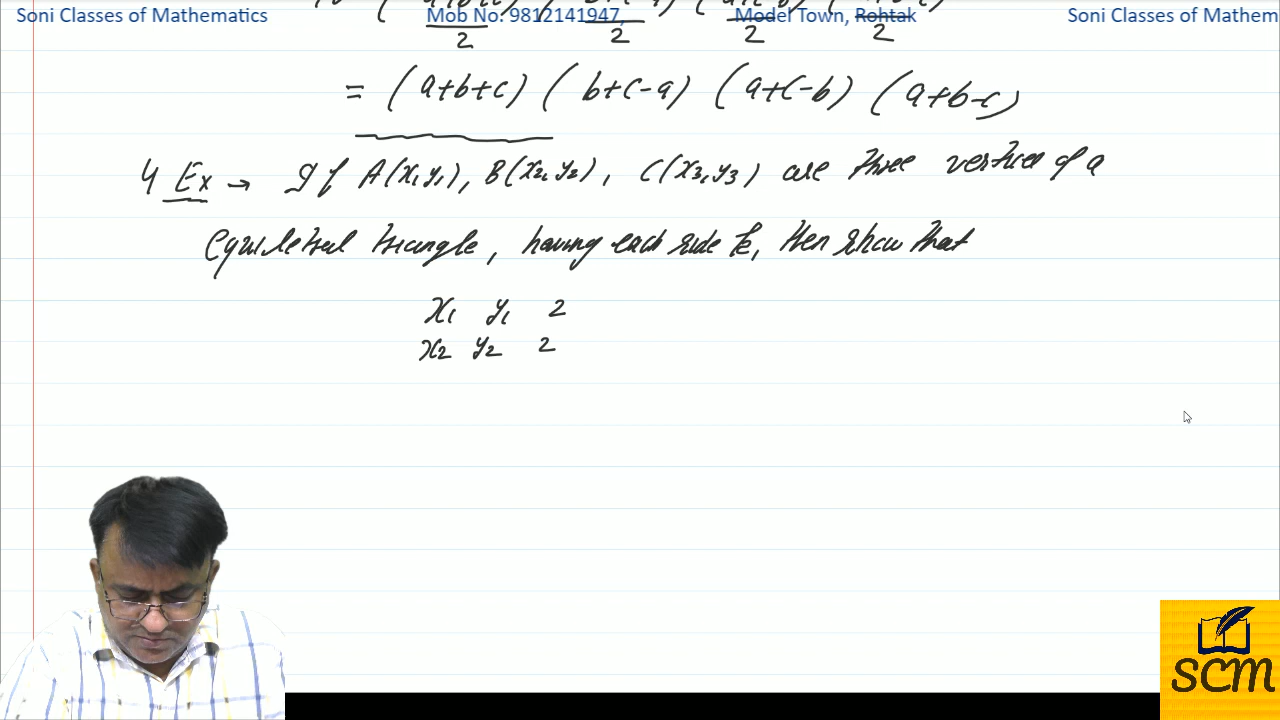 Soni Classes of Mathematics Mob No. 9812141947, Model Town, Rohtak Soni Classes of Mathem
2 2 2 2
= (a+b+c) (b+c-a) (a+c-b) (a+b-c)
4 Ex → If A(x1,y1), B(x2,y2), C(x3,y3) are three vertices of a
Equiletral triangle, having each side k, then show that
x1 y1 2
x2 y2 2
SCM